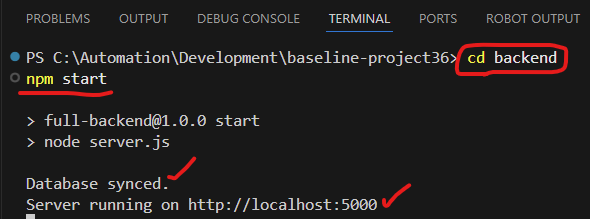 PROBLEMS OUTPUT DEBUG CONSOLE TERMINAL PORTS ROBOT OUTPUT
PS C:\Automation\Development\baseline-project36> cd backend
npm start
> full-backend@1.0.0 start
> node server.js
Database synced.
Server running on http://localhost:5000